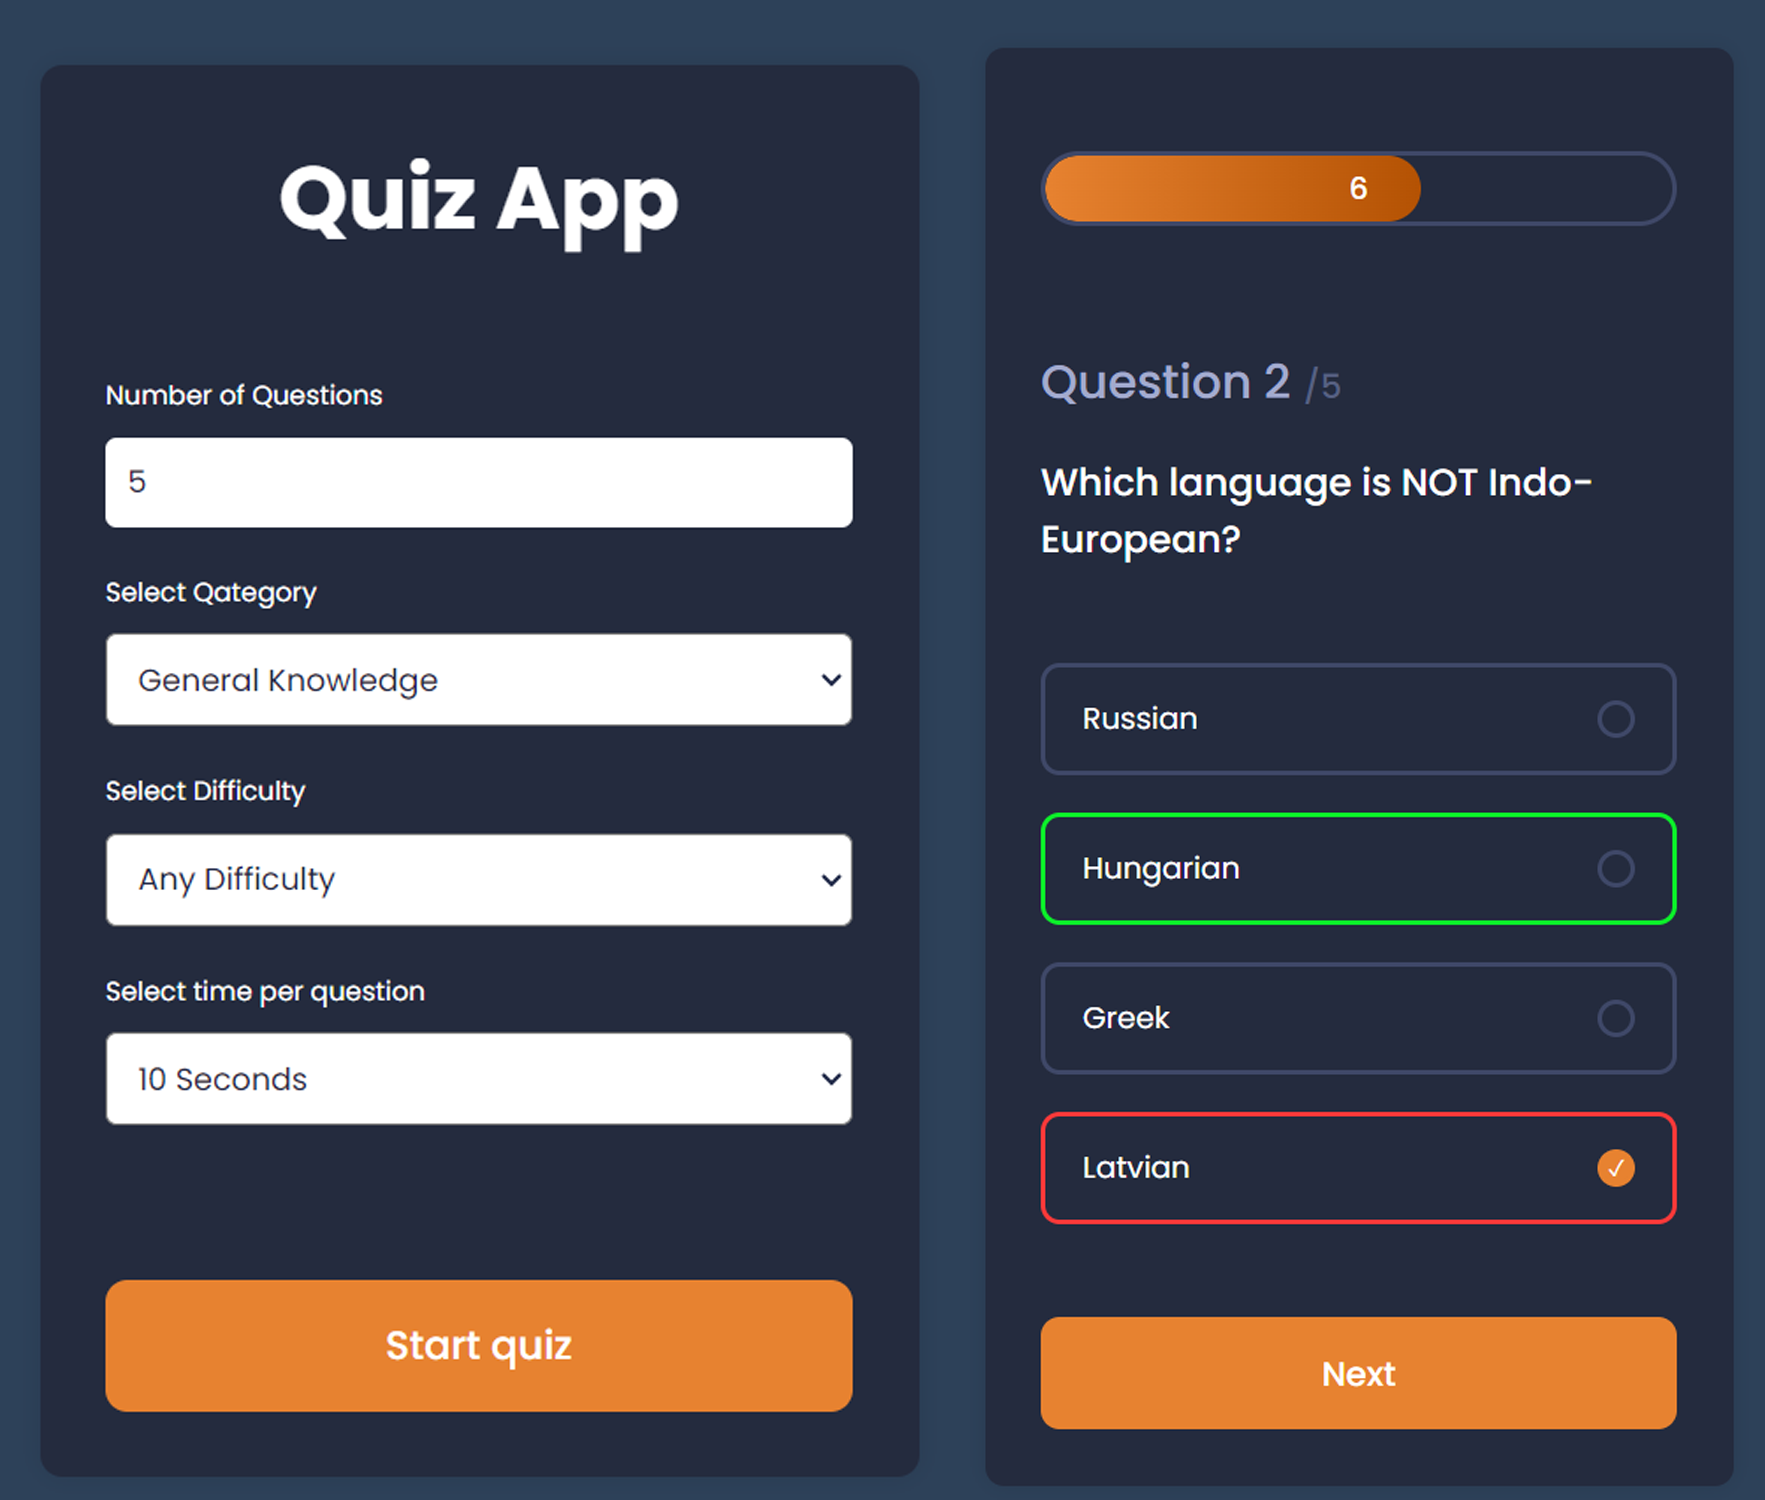 Quiz App
Number of Questions
5
Select Qategory
General Knowledge
Select Difficulty
Any Difficulty
Select time per question
10 Seconds
Start quiz
6
Question 2 /5
Which language is NOT Indo-
European?
Russian
Hungarian
Greek
Latvian
Next